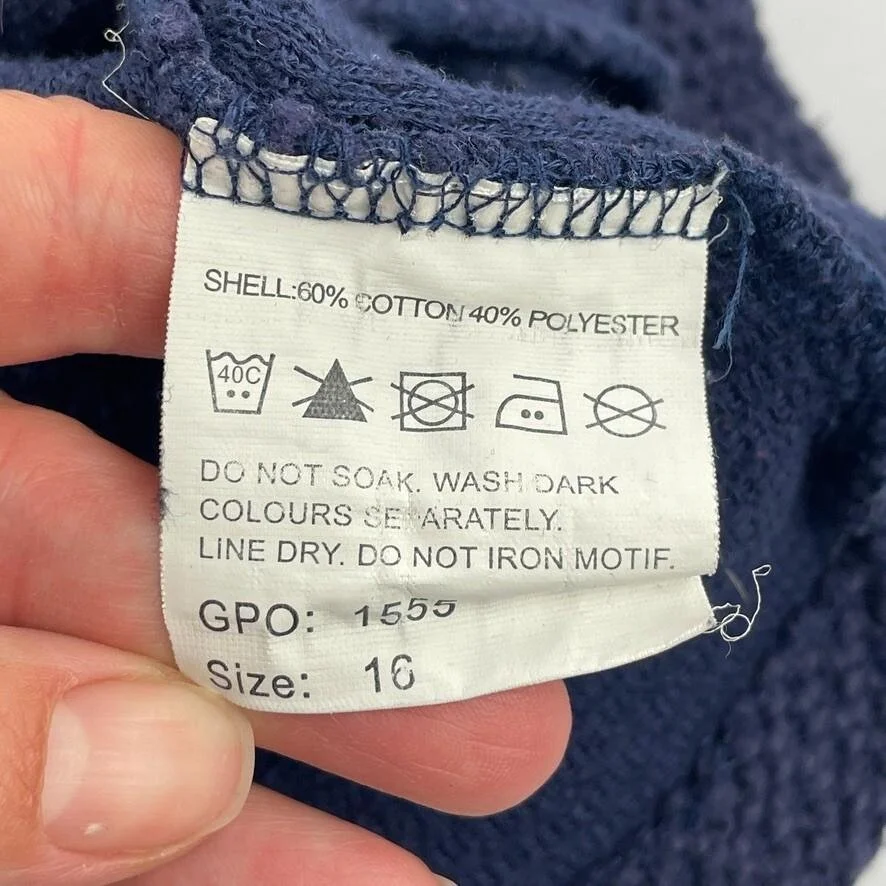 SHELL:60% COTTON 40% POLYESTER
40C
DO NOT SOAK. WASH DARK
COLOURS SEPARATELY.
LINE DRY. DO NOT IRON MOTIF.
GPO: 1555
Size: 16